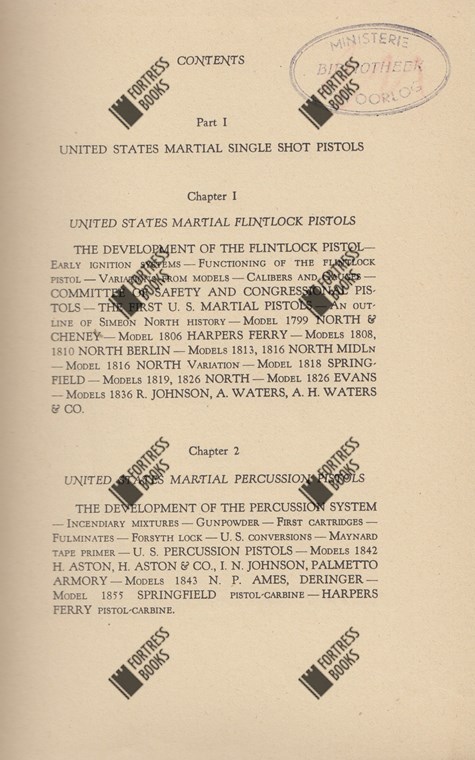 CONTENTS
MINISTERIE
BIBLIOTHEEK
OORLOG
Part I
UNITED STATES MARTIAL SINGLE SHOT PISTOLS
Chapter I
UNITED STATES MARTIAL FLINTLOCK PISTOLS
THE DEVELOPMENT OF THE FLINTLOCK PISTOL—
Early ignition systems — Functioning of the flintlock
pistol — Variation from models — Calibers and —
COMMITTEE OF SAFETY AND CONGRESSIONAL PIS-
TOLS — THE FIRST U. S. MARTIAL PISTOLS — An out-
line of Simeon North history — Model 1799 NORTH &
CHENEY — Model 1806 HARPERS FERRY — Models 1808,
1810 NORTH BERLIN — Models 1813, 1816 NORTH MIDLn
— Model 1816 NORTH Variation — Model 1818 SPRING-
FIELD — Models 1819, 1826 NORTH — Model 1826 EVANS
— Models 1836 R. JOHNSON, A. WATERS, A. H. WATERS
& CO.
Chapter 2
UNITED STATES MARTIAL PERCUSSION PISTOLS
THE DEVELOPMENT OF THE PERCUSSION SYSTEM
— Incendiary mixtures — Gunpowder — First cartridges —
Fulminates — Forsyth lock — U. S. conversions — Maynard
tape primer — U. S. PERCUSSION PISTOLS — Models 1842
H. ASTON, H. ASTON & CO., I. N. JOHNSON, PALMETTO
ARMORY — Models 1843 N. P. AMES, DERINGER —
Model 1855 SPRINGFIELD pistol-carbine — HARPERS
FERRY pistol-carbine.
FORTRESS
BOOKS
FORTRESS
BOOKS
FORTRESS
BOOKS
FORTRESS
BOOKS
FORTRESS
BOOKS
FORTRESS
BOOKS
FORTRESS
BOOKS
FORTRESS
BOOKS